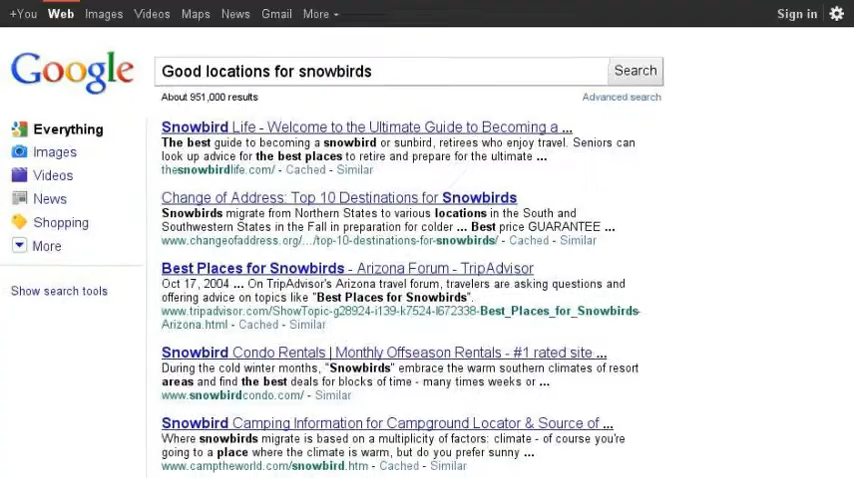 +You Web Images Videos Maps News Gmail More Sign in
Google
Good locations for snowbirds Search
About 951,000 results Advanced search
Everything
Images
Videos
News
Shopping
More
Show search tools
Snowbird Life - Welcome to the Ultimate Guide to Becoming a ...
The best guide to becoming a snowbird or sunbird, retirees who enjoy travel. Seniors can
look up advice for the best places to retire and prepare for the ultimate ...
thesnowbirdlife.com/ - Cached - Similar
Change of Address: Top 10 Destinations for Snowbirds
Snowbirds migrate from Northern States to various locations in the South and
Southwestern States in the Fall in preparation for colder ... Best price GUARANTEE ...
www.changeofaddress.org/.../top-10-destinations-for-snowbirds/ - Cached - Similar
Best Places for Snowbirds - Arizona Forum - TripAdvisor
Oct 17, 2004 ... On TripAdvisor's Arizona travel forum, travelers are asking questions and
offering advice on topics like "Best Places for Snowbirds".
www.tripadvisor.com/ShowTopic-g28924-i139-k7524-l672338-Best_Places_for_Snowbirds-
Arizona.html - Cached - Similar
Snowbird Condo Rentals | Monthly Offseason Rentals - #1 rated site ...
During the cold winter months, "Snowbirds" embrace the warm southern climates of resort
areas and find the best deals for blocks of time - many times weeks or ...
www.snowbirdcondo.com/ - Similar
Snowbird Camping Information for Campground Locator & Source of ...
Where snowbirds migrate is based on a multiplicity of factors: climate - of course you're
going to a place where the climate is warm, but do you prefer sunny ...
www.camptheworld.com/snowbird.htm - Cached - Similar